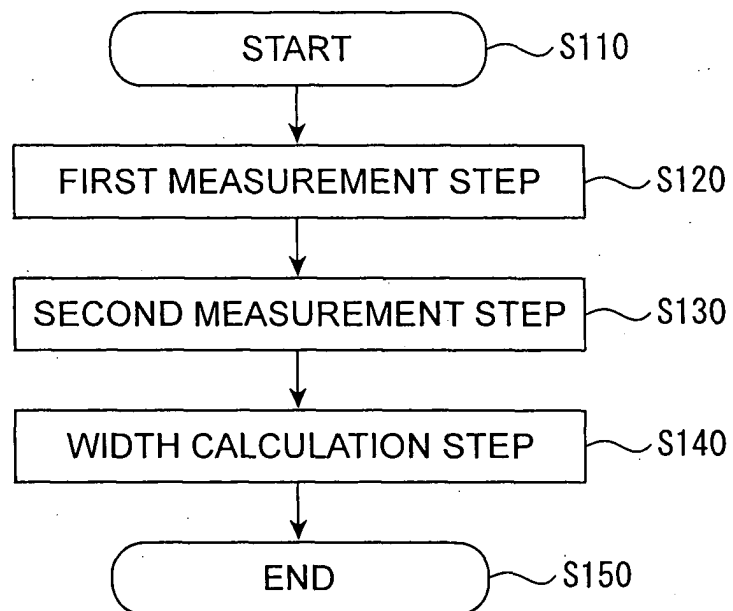 START S110
FIRST MEASUREMENT STEP S120
SECOND MEASUREMENT STEP S130
WIDTH CALCULATION STEP S140
END S150